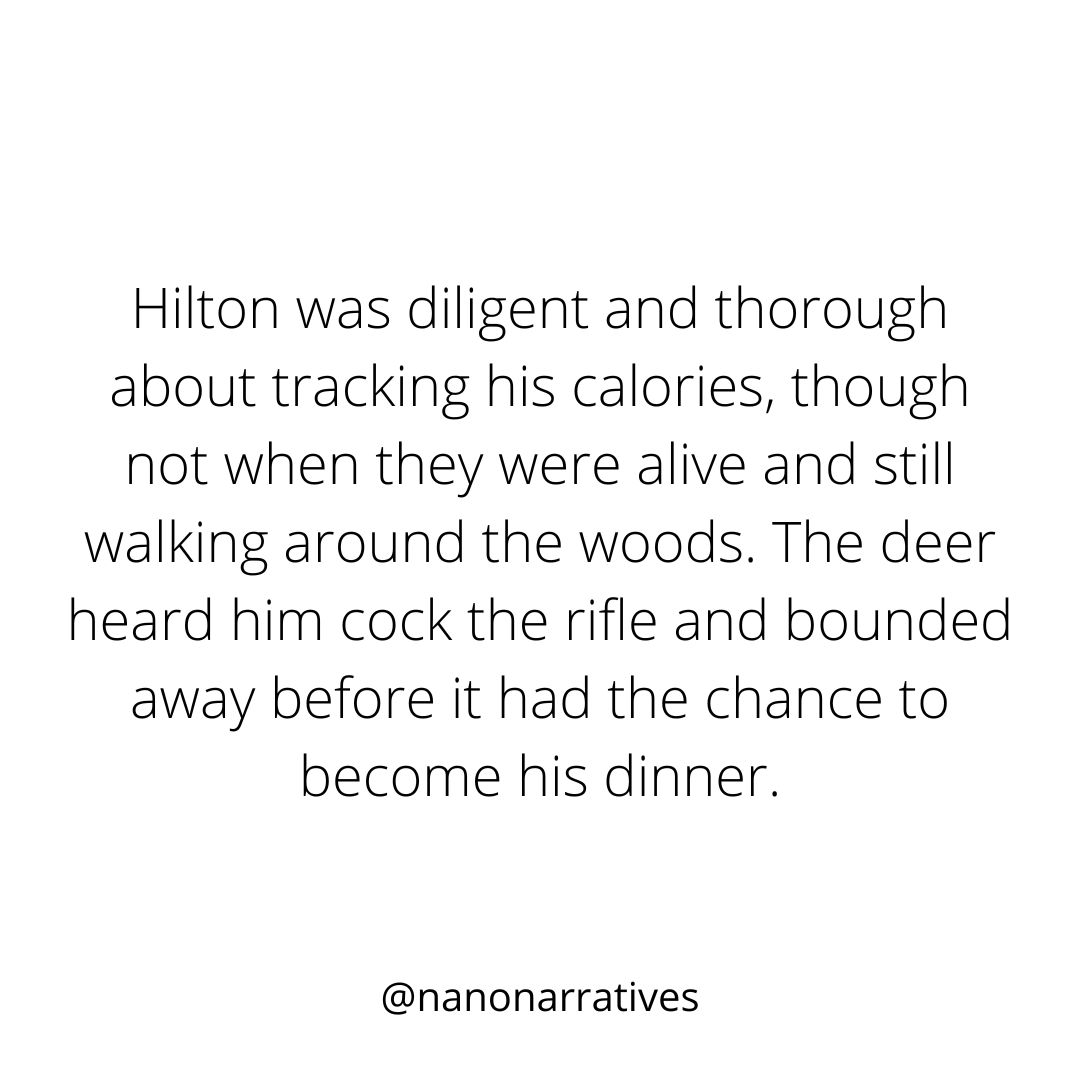 Hilton was diligent and thorough
about tracking his calories, though
not when they were alive and still
walking around the woods. The deer
heard him cock the rifle and bounded
away before it had the chance to
become his dinner.
@nanonarratives